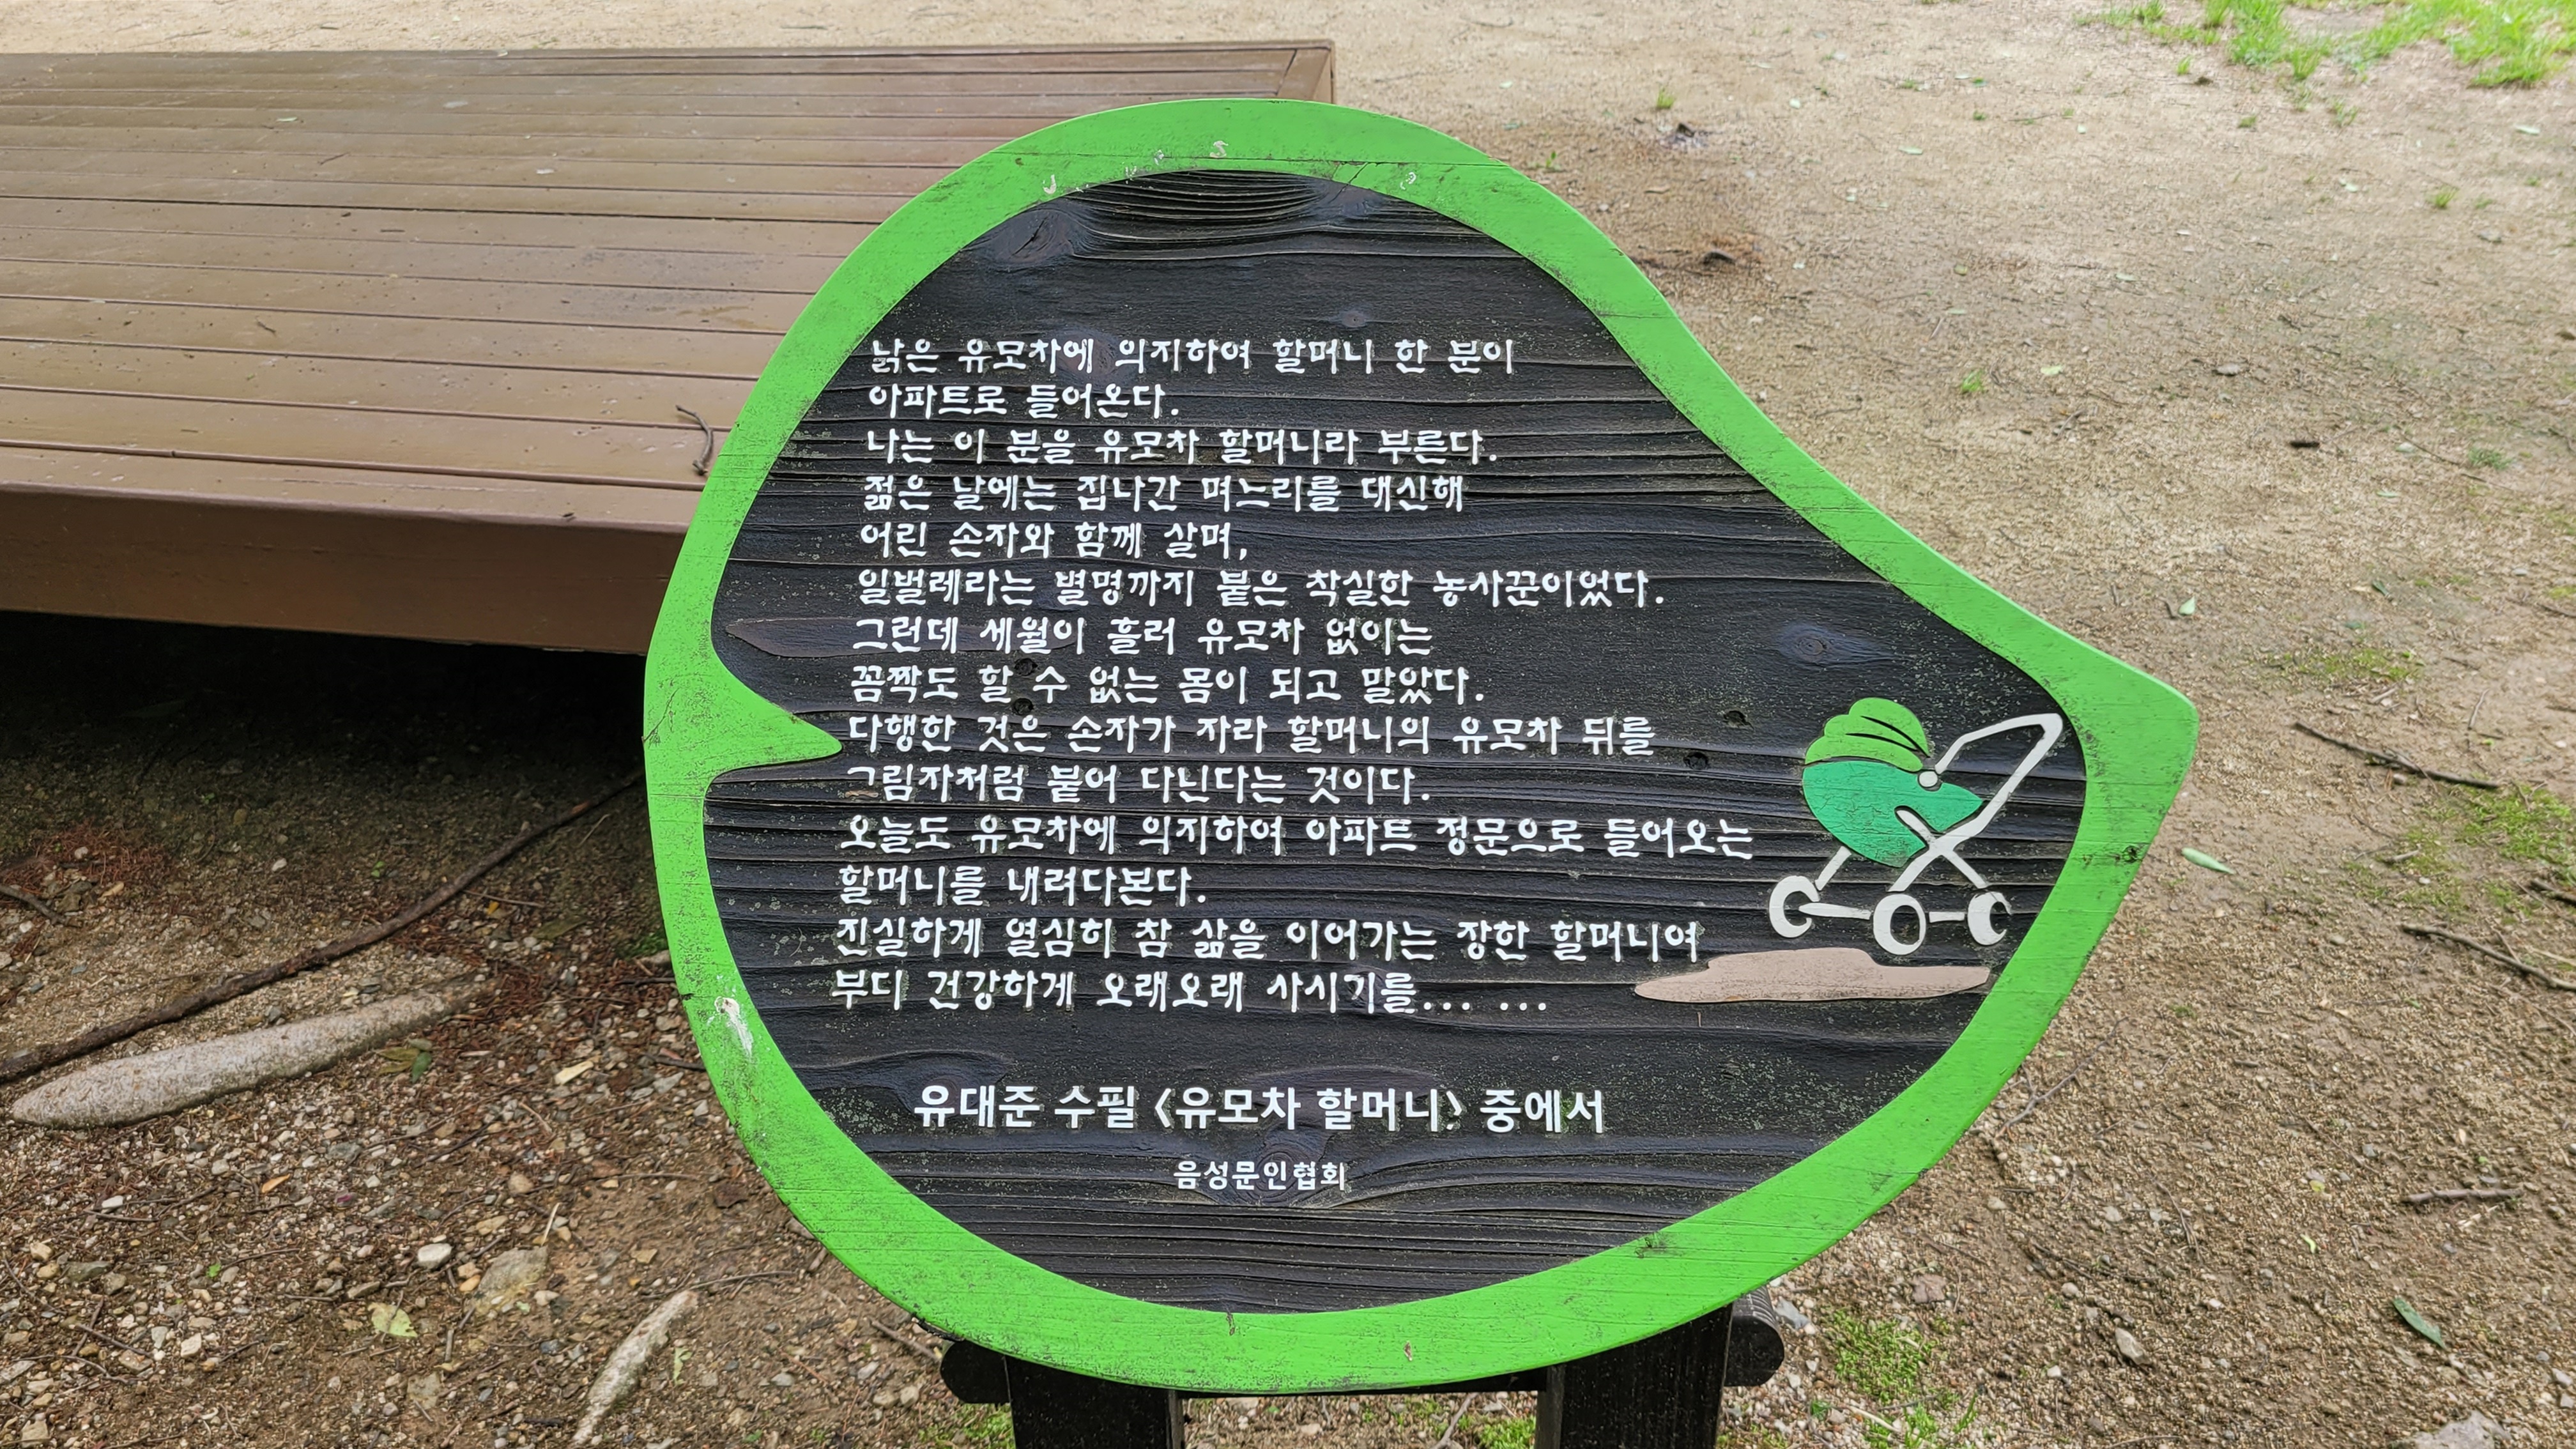 낡은 유모차에 의지하여 할머니 한 분이
아파트로 들어온다.
나는 이 분을 유모차 할머니라 부른다.
젊은 날에는 집나간 며느리를 대신해
어린 손자와 함께 살며,
일벌레라는 별명까지 붙은 착실한 농사꾼이었다.
그런데 세월이 흘러 유모차 없이는
꼼짝도 할 수 없는 몸이 되고 말았다.
다행한 것은 손자가 자라 할머니의 유모차 뒤를
그림자처럼 붙어 다닌다는 것이다.
오늘도 유모차에 의지하여 아파트 정문으로 들어오는
할머니를 내려다본다.
진실하게 열심히 참 삶을 이어가는 장한 할머니여
부디 건강하게 오래오래 사시기를... ...
유대준 수필 <유모차 할머니> 중에서
음성문인협회